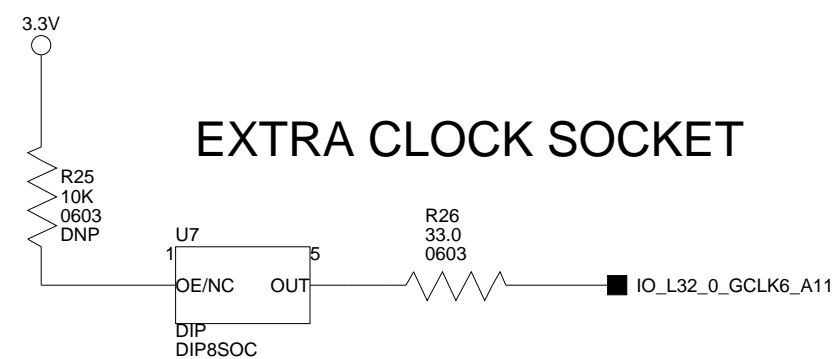 3.3V
EXTRA CLOCK SOCKET
R25
10K
0603
DNP
U7
1
5
OE/NC
OUT
DIP
DIP8SOC
R26
33.0
0603
IO_L32_0_GCLK6_A11